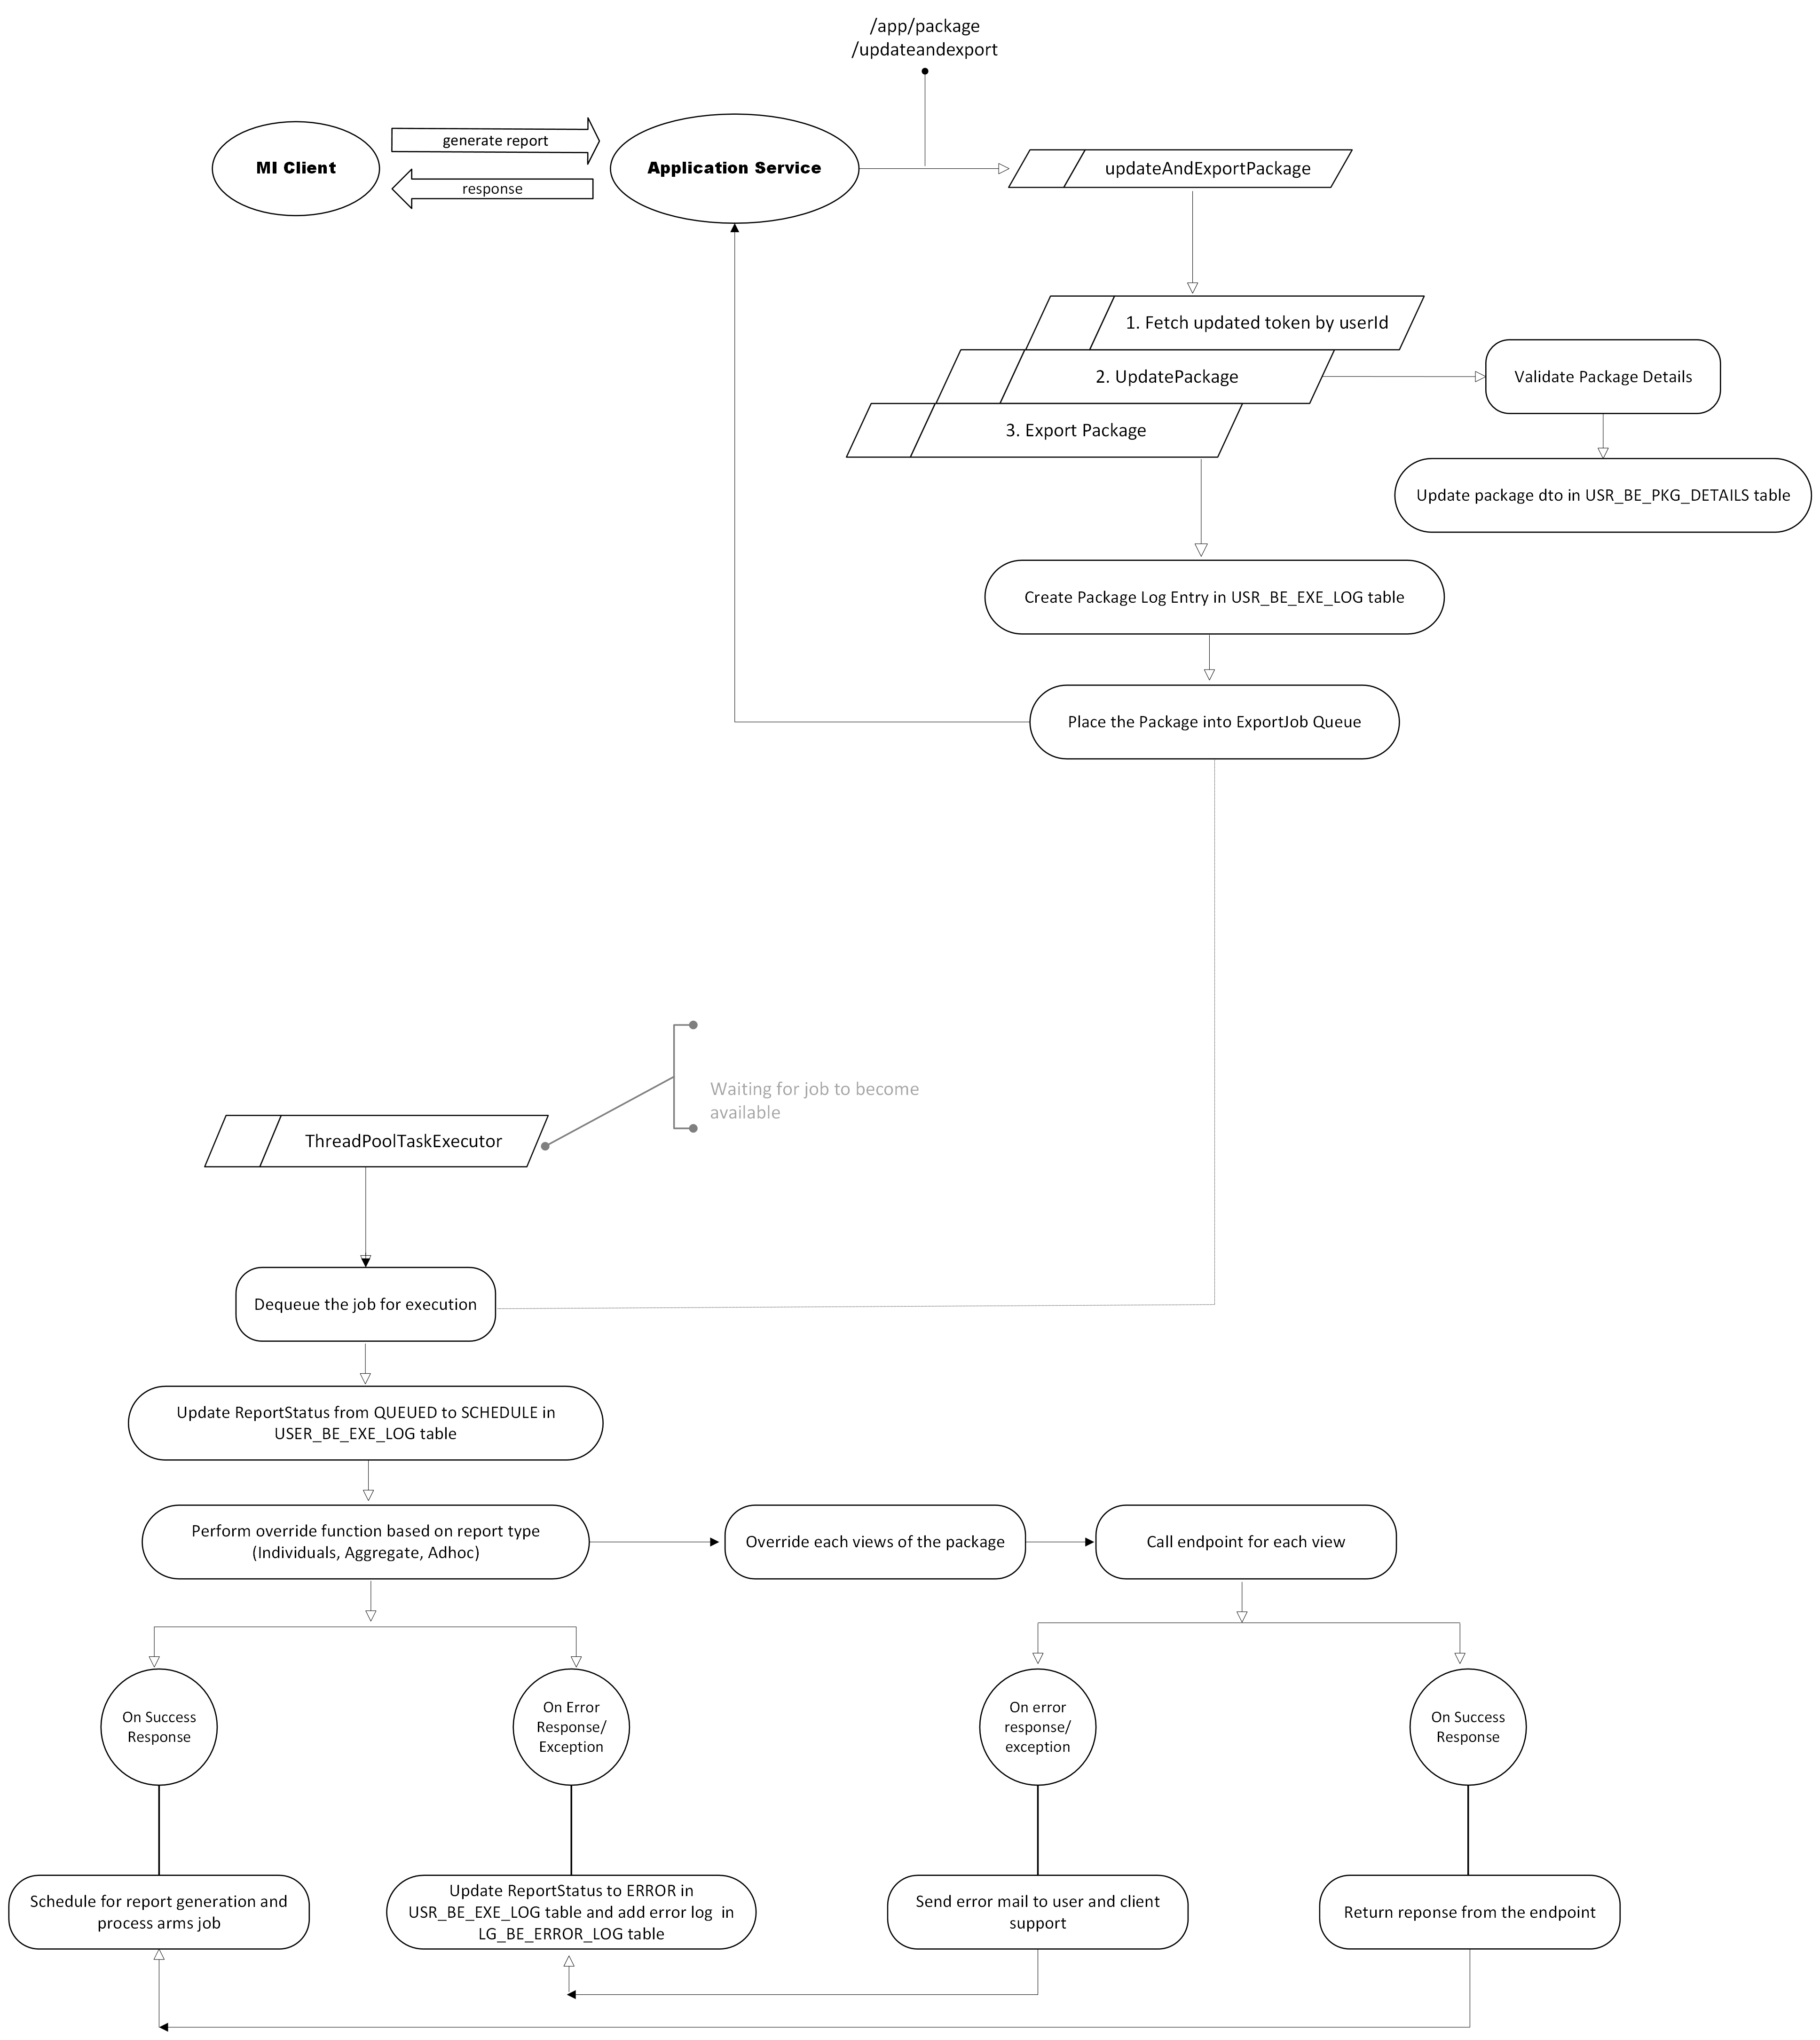 /app/package
/updateandexport
generate report
MI Client
Application Service
updateAndExportPackage
response
1. Fetch updated token by userId
2. UpdatePackage
Validate Package Details
3. Export Package
Update package dto in USR_BE_PKG_DETAILS table
Create Package Log Entry in USR_BE_EXE_LOG table
Place the Package into ExportJob Queue
Waiting for job to become
available
ThreadPoolTaskExecutor
Dequeue the job for execution
Update ReportStatus from QUEUED to SCHEDULE in
USER_BE_EXE_LOG table
Perform override function based on report type
(Individuals, Aggregate, Adhoc)
Override each views of the package
Call endpoint for each view
On Success
Response
On Error
Response/
Exception
On error
response/
exception
On Success
Response
Schedule for report generation and
process arms job
Update ReportStatus to ERROR in
USR_BE_EXE_LOG table and add error log  in
LG_BE_ERROR_LOG table
Send error mail to user and client
support
Return reponse from the endpoint